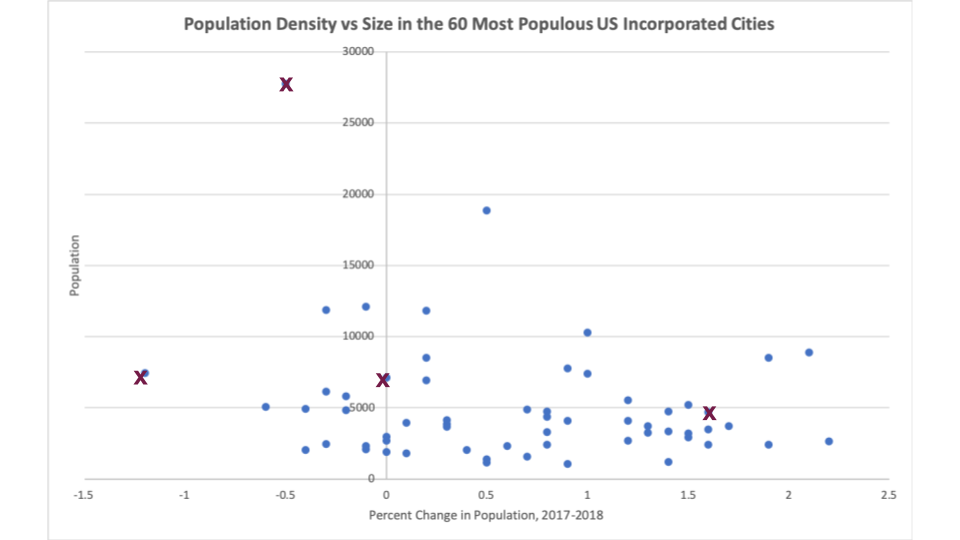 Population Density vs Size in the 60 Most Populous US Incorporated Cities
30000
X
25000
20000
15000
Population
10000
X
X
X
5000
0
-1.5 -1 -0.5 0 0.5 1 1.5 2 2.5
Percent Change in Population, 2017-2018